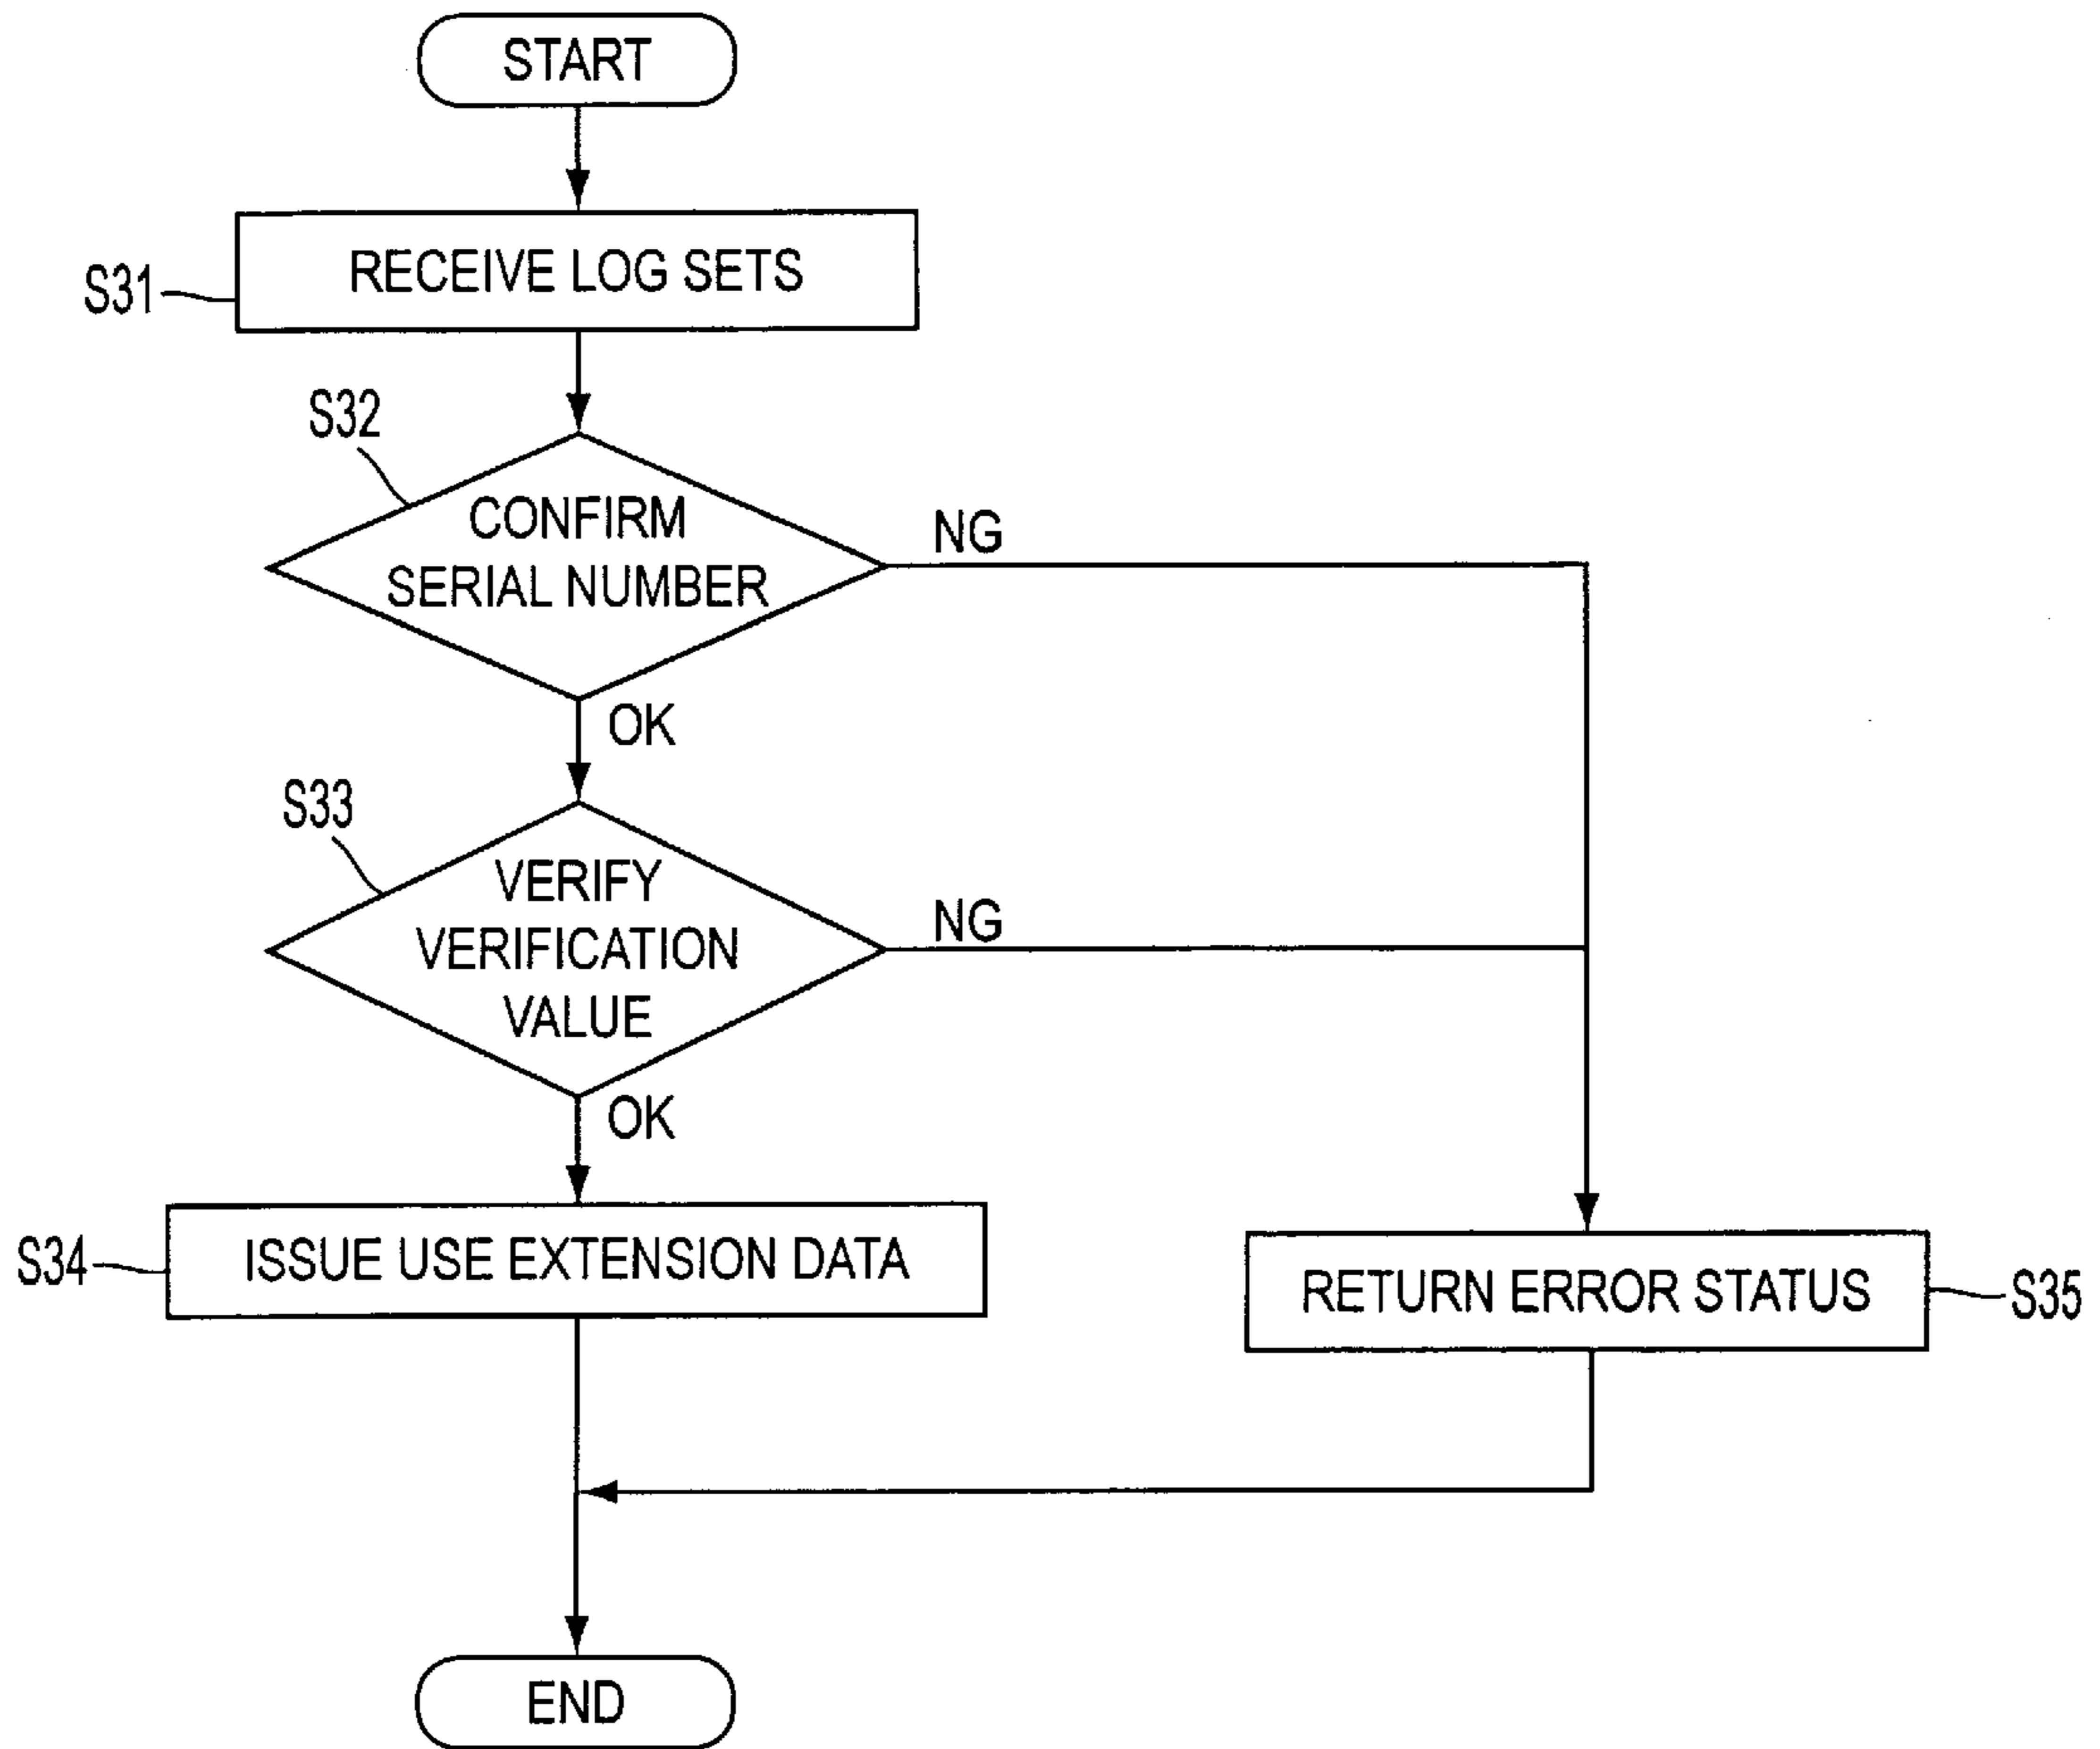 START
RECEIVE LOG SETS
S31
S32
CONFIRM
SERIAL NUMBER
NG
OK
S33
VERIFY
VERIFICATION
VALUE
NG
OK
S34
ISSUE USE EXTENSION DATA
RETURN ERROR STATUS
S35
END